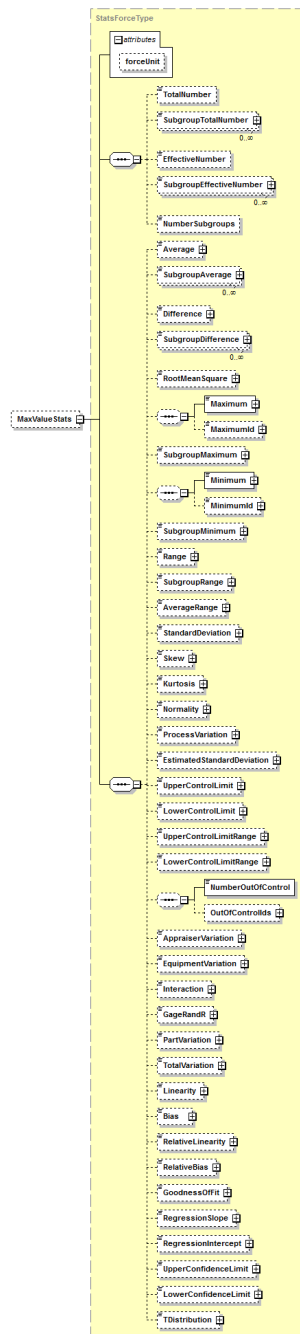 StatsForceType
attributes
forceUnit
TotalNumber
SubgroupTotalNumber
0..∞
EffectiveNumber
SubgroupEffectiveNumber
0..∞
NumberSubgroups
Average
SubgroupAverage
0..∞
Difference
SubgroupDifference
0..∞
RootMeanSquare
Maximum
MaxValueStats
MaximumId
SubgroupMaximum
Minimum
MinimumId
SubgroupMinimum
Range
SubgroupRange
AverageRange
StandardDeviation
Skew
Kurtosis
Normality
ProcessVariation
EstimatedStandardDeviation
UpperControlLimit
LowerControlLimit
UpperControlLimitRange
LowerControlLimitRange
NumberOutOfControl
OutOfControlIds
AppraiserVariation
EquipmentVariation
Interaction
GageRandR
PartVariation
TotalVariation
Linearity
Bias
RelativeLinearity
RelativeBias
GoodnessOfFit
RegressionSlope
RegressionIntercept
UpperConfidenceLimit
LowerConfidenceLimit
TDistribution